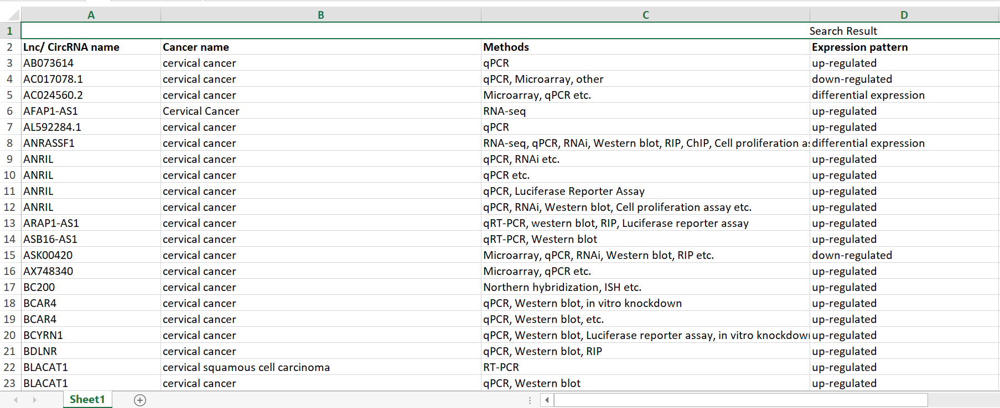 A B C D
1 Search Result
2 Lnc/ CircRNA name Cancer name Methods Expression pattern
3 AB073614 cervical cancer qPCR up-regulated
4 AC017078.1 cervical cancer qPCR, Microarray, other down-regulated
5 AC024560.2 cervical cancer Microarray, qPCR etc. differential expression
6 AFAP1-AS1 Cervical Cancer RNA-seq up-regulated
7 AL592284.1 cervical cancer qPCR up-regulated
8 ANRASSF1 cervical cancer RNA-seq, qPCR, RNAi, Western blot, RIP, ChIP, Cell proliferation differential expression
9 ANRIL cervical cancer qPCR, RNAi etc. up-regulated
10 ANRIL cervical cancer qPCR etc. up-regulated
11 ANRIL cervical cancer qPCR, Luciferase Reporter Assay up-regulated
12 ANRIL cervical cancer qPCR, RNAi, Western blot, Cell proliferation assay etc. up-regulated
13 ARAP1-AS1 cervical cancer qRT-PCR, western blot, RIP, Luciferase reporter assay up-regulated
14 ASB16-AS1 cervical cancer qRT-PCR, Western blot up-regulated
15 ASK00420 cervical cancer Microarray, qPCR, RNAi, Western blot, RIP etc. down-regulated
16 AX748340 cervical cancer Microarray, qPCR etc. up-regulated
17 BC200 cervical cancer Northern hybridization, ISH etc. up-regulated
18 BCAR4 cervical cancer qPCR, Western blot, in vitro knockdown up-regulated
19 BCAR4 cervical cancer qPCR, Western blot, etc. up-regulated
20 BCYRN1 cervical cancer qPCR, Western blot, Luciferase reporter assay, in vitro knockdown up-regulated
21 BDLNR cervical cancer qPCR, Western blot, RIP up-regulated
22 BLACAT1 cervical squamous cell carcinoma RT-PCR up-regulated
23 BLACAT1 cervical cancer qPCR, Western blot up-regulated
Sheet1